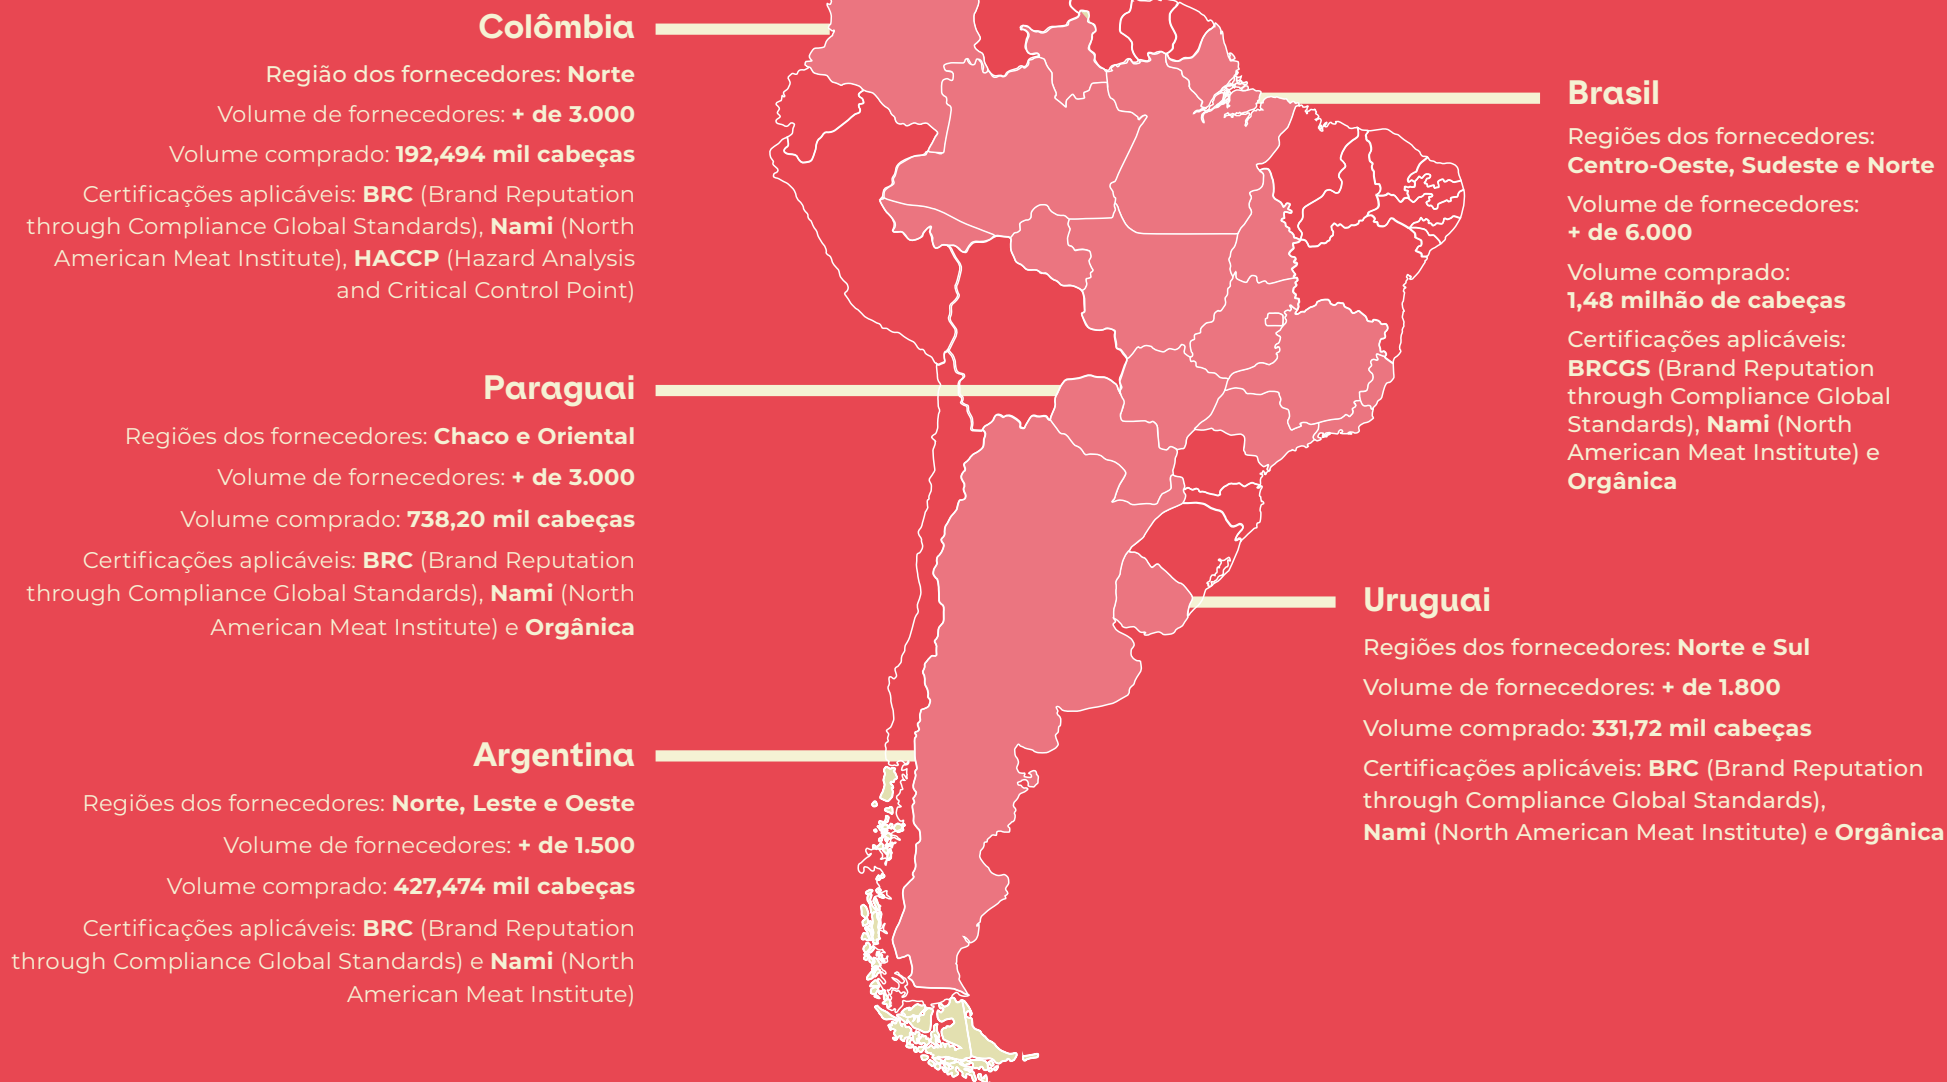 Colômbia
Região dos fornecedores: Norte
Volume de fornecedores: + de 3.000
Volume comprado: 192,494 mil cabeças
Certificações aplicáveis: BRC (Brand Reputation
through Compliance Global Standards), Nami (North
American Meat Institute), HACCP (Hazard Analysis
and Critical Control Point)
Paraguai
Regiões dos fornecedores: Chaco e Oriental
Volume de fornecedores: + de 3.000
Volume comprado: 738,20 mil cabeças
Certificações aplicáveis: BRC (Brand Reputation
through Compliance Global Standards), Nami (North
American Meat Institute) e Orgânica
Argentina
Regiões dos fornecedores: Norte, Leste e Oeste
Volume de fornecedores: + de 1.500
Volume comprado: 427,474 mil cabeças
Certificações aplicáveis: BRC (Brand Reputation
through Compliance Global Standards) e Nami (North
American Meat Institute)
Brasil
Regiões dos fornecedores:
Centro-Oeste, Sudeste e Norte
Volume de fornecedores:
+ de 6.000
Volume comprado:
1,48 milhão de cabeças
Certificações aplicáveis:
BRCGS (Brand Reputation
through Compliance Global
Standards), Nami (North
American Meat Institute) e
Orgânica
Uruguai
Regiões dos fornecedores: Norte e Sul
Volume de fornecedores: + de 1.800
Volume comprado: 331,72 mil cabeças
Certificações aplicáveis: BRC (Brand Reputation
through Compliance Global Standards),
Nami (North American Meat Institute) e Orgânica